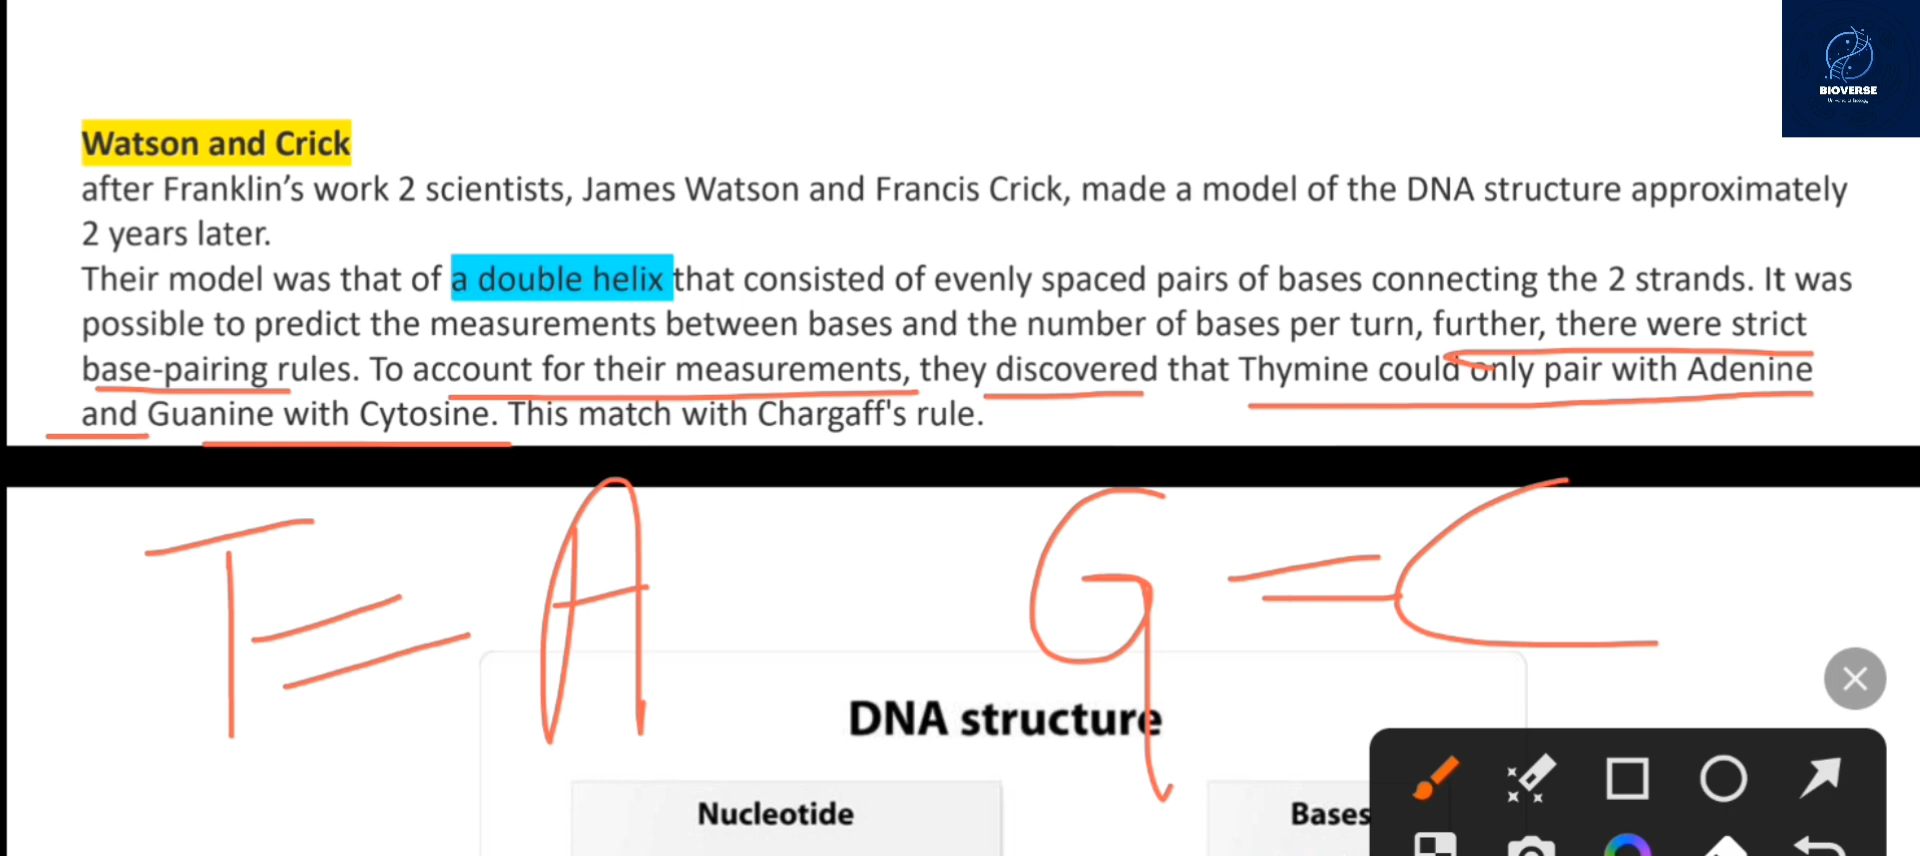 BIOVERSE
Watson and Crick
after Franklin's work 2 scientists, James Watson and Francis Crick, made a model of the DNA structure approximately
2 years later.
Their model was that of a double helix that consisted of evenly spaced pairs of bases connecting the 2 strands. It was
possible to predict the measurements between bases and the number of bases per turn, further, there were strict
base-pairing rules. To account for their measurements, they discovered that Thymine could only pair with Adenine
and Guanine with Cytosine. This match with Chargaff's rule.
T = A G = C
DNA structure
Nucleotide Bases